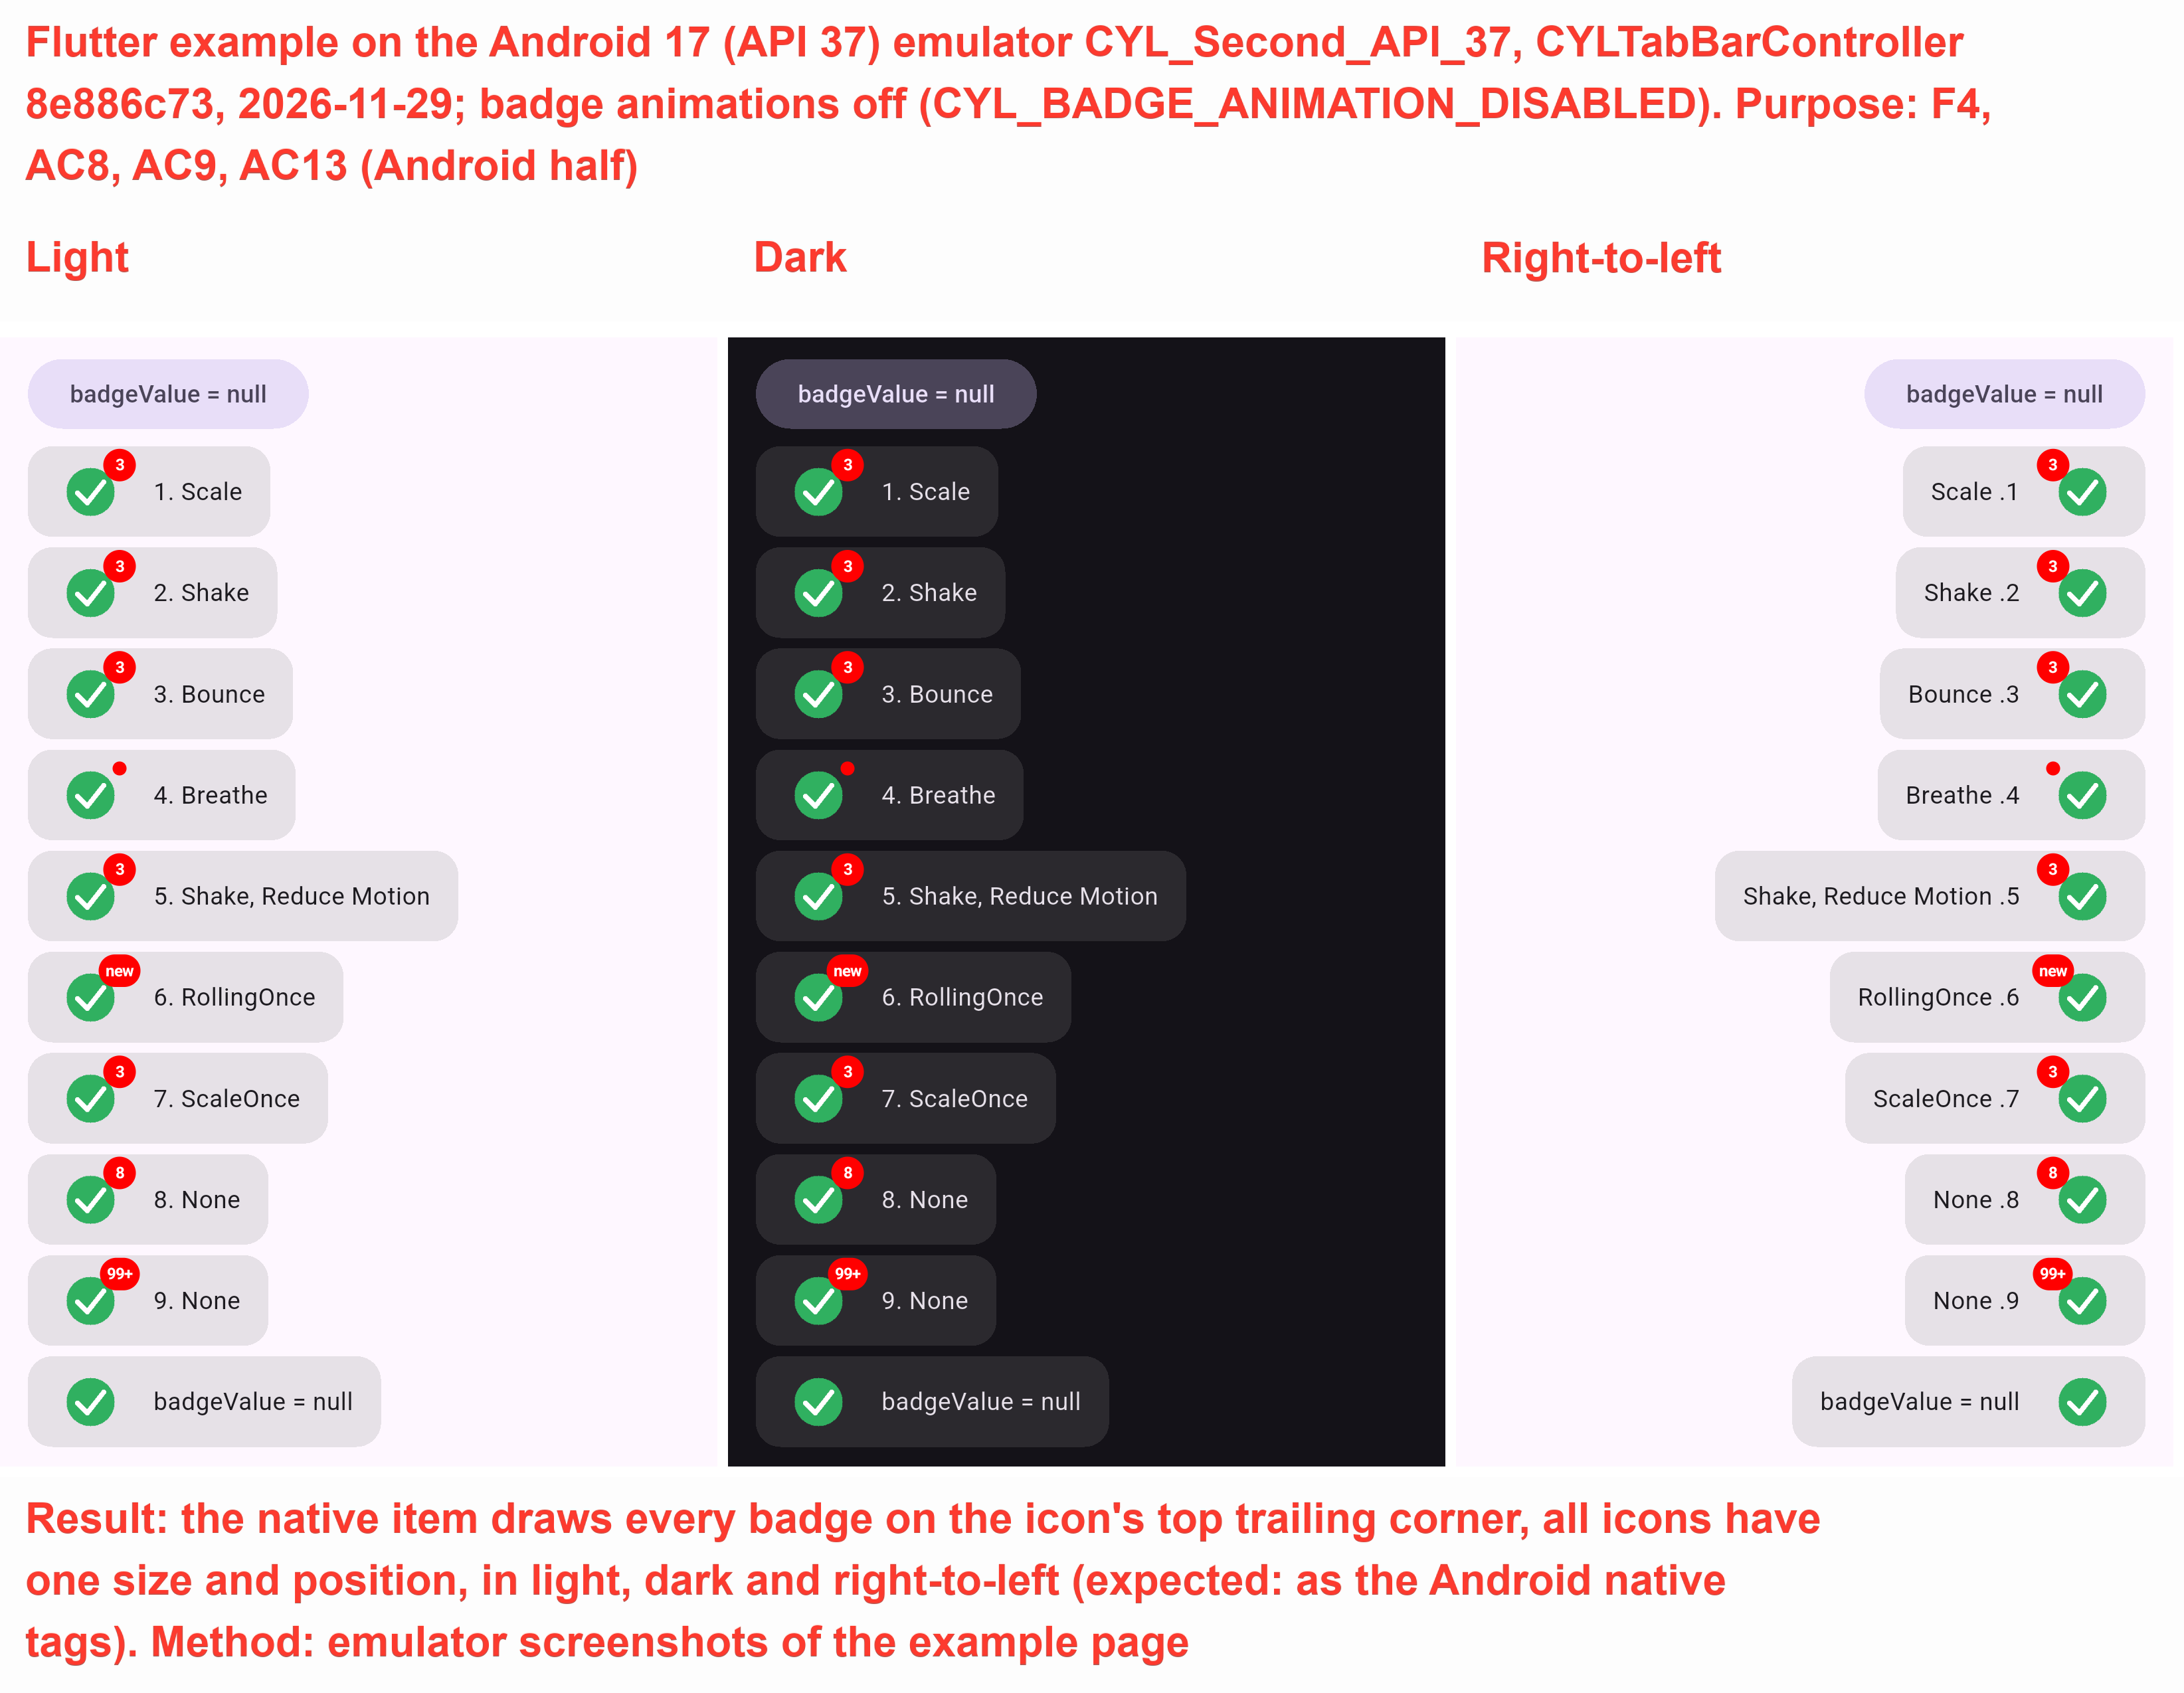 Flutter example on the Android 17 (API 37) emulator CYL_Second_API_37, CYLTabBarController
8e886c73, 2026-11-29; badge animations off (CYL_BADGE_ANIMATION_DISABLED). Purpose: F4,
AC8, AC9, AC13 (Android half)
Light
Dark
Right-to-left
badgeValue = null
3
1. Scale
3
2. Shake
3
3. Bounce
4. Breathe
3
5. Shake, Reduce Motion
new
6. RollingOnce
3
7. ScaleOnce
8
8. None
99+
9. None
badgeValue = null
badgeValue = null
3
1. Scale
3
2. Shake
3
3. Bounce
4. Breathe
3
5. Shake, Reduce Motion
new
6. RollingOnce
3
7. ScaleOnce
8
8. None
99+
9. None
badgeValue = null
badgeValue = null
3
Scale .1
3
Shake .2
3
Bounce .3
Breathe .4
3
Shake, Reduce Motion .5
new
RollingOnce .6
3
ScaleOnce .7
8
None .8
99+
None .9
badgeValue = null
Result: the native item draws every badge on the icon's top trailing corner, all icons have
one size and position, in light, dark and right-to-left (expected: as the Android native
tags). Method: emulator screenshots of the example page